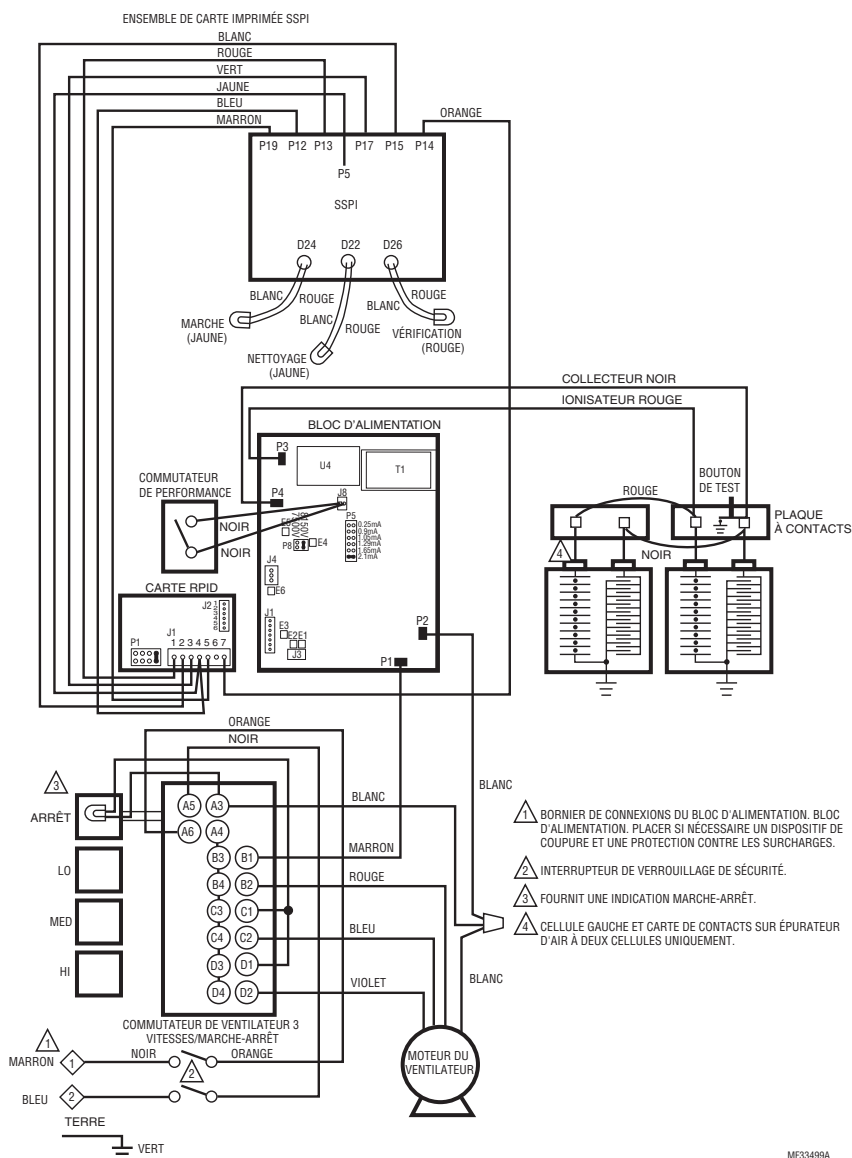 ENSEMBLE DE CARTE IMPRIMÉE SSPI
BLANC
ROUGE
VERT
JAUNE
BLEU
MARRON
ORANGE
P19 P12 P13 P17 P15 P14
P5
SSPI
D24 D22 D26
BLANC ROUGE
BLANC
ROUGE
BLANC
ROUGE
MARCHE
(JAUNE)
NETTOYAGE
(JAUNE)
VÉRIFICATION
(ROUGE)
COLLECTEUR NOIR
IONISATEUR ROUGE
BLOC D'ALIMENTATION
P3
U4
T1
P4
J8
COMMUTATEUR
DE PERFORMANCE
NOIR
NOIR
P5
0.25mA
0.9mA
1.05mA
1.29mA
1.65mA
2.1mA
P8
E4
J4
E6
J1
E3
E2 E1
J3
P2
P1
BOUTON
DE TEST
ROUGE
PLAQUE
À CONTACTS
NOIR
4
CARTE RPID
J2
1
2
3
4
5
6
P1
J1
1 2 3 4 5 6 7
ORANGE
NOIR
3
ARRÊT
LO
MED
HI
A5 A3
A6 A4
B3 B1
B4 B2
C3 C1
C4 C2
D3 D1
D4 D2
BLANC
MARRON
ROUGE
BLEU
VIOLET
BLANC
BLANC
COMMUTATEUR DE VENTILATEUR 3
VITESSES/MARCHE-ARRÊT
MOTEUR DU
VENTILATEUR
1
MARRON
1
NOIR
ORANGE
2
BLEU
2
TERRE
VERT
1 BORNIER DE CONNEXIONS DU BLOC D'ALIMENTATION. BLOC
D'ALIMENTATION. PLACER SI NÉCESSAIRE UN DISPOSITIF DE
COUPURE ET UNE PROTECTION CONTRE LES SURCHARGES.
2 INTERRUPTEUR DE VERROUILLAGE DE SÉCURITÉ.
3 FOURNIT UNE INDICATION MARCHE-ARRÊT.
4 CELLULE GAUCHE ET CARTE DE CONTACTS SUR ÉPURATEUR
D'AIR À DEUX CELLULES UNIQUEMENT.
MF33499A